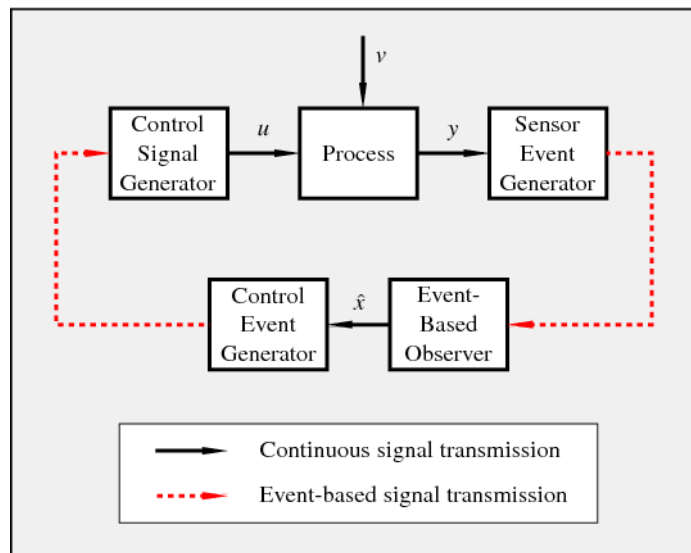 v
Control
Signal
Generator
u
Process
y
Sensor
Event
Generator
Control
Event
Generator
x̂
Event-
Based
Observer
Continuous signal transmission
Event-based signal transmission